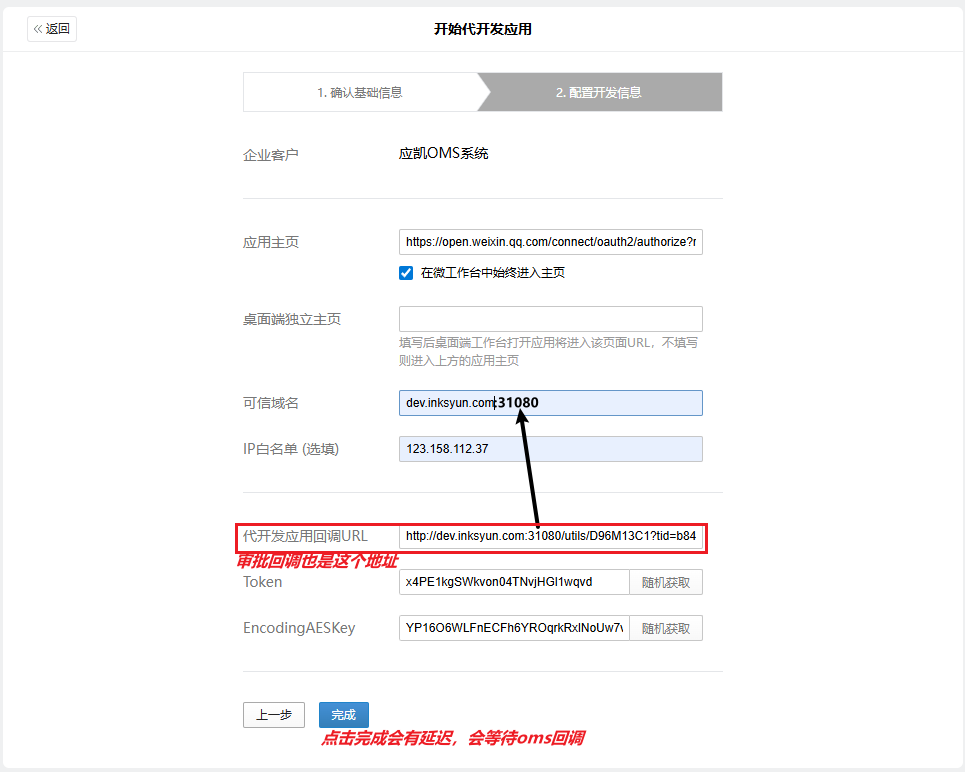 返回
开始代开发应用
1. 确认基础信息
2. 配置开发信息
企业客户
应凯OMS系统
应用主页
https://open.weixin.qq.com/connect/oauth2/authorize?r
在微工作台中始终进入主页
桌面端独立主页
填写后桌面端工作台打开应用将进入该页面URL，不填写
则进入上方的应用主页
可信域名
dev.inksyun.com:31080
IP白名单 (选填)
123.158.112.37
代开发应用回调URL
http://dev.inksyun.com:31080/utils/D96M13C1?tid=b84
审批回调也是这个地址
Token
x4PE1kgSWkvon04TNvjHGl1wqvd
随机获取
EncodingAESKey
YP16O6WLFnECFh6YROqrkRxlNoUw7v
随机获取
上一步
完成
点击完成会有延迟，会等待oms回调